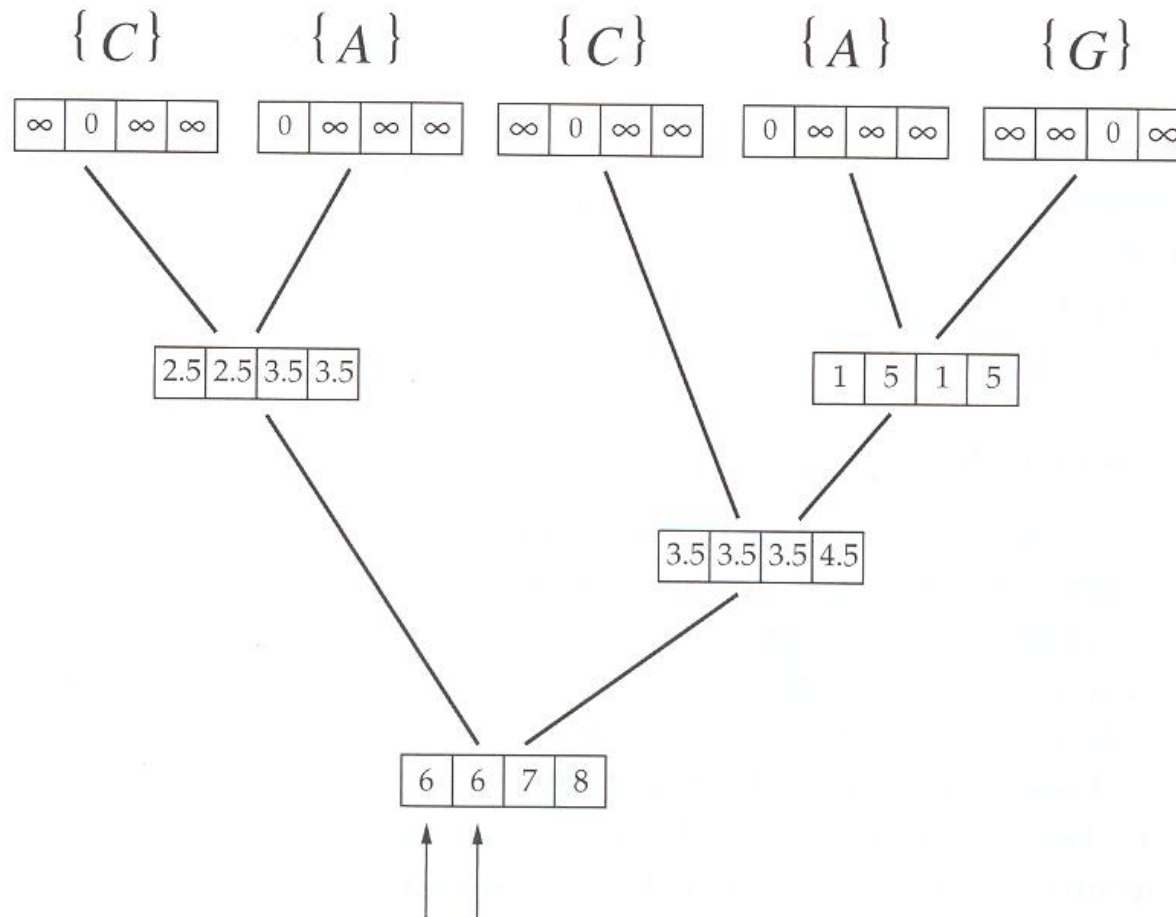 {C} {A} {C} {A} {G}
∞ 0 ∞ ∞ 0 ∞ ∞ ∞ ∞ 0 ∞ ∞ 0 ∞ ∞ ∞ ∞ ∞ 0 ∞
2.5 2.5 3.5 3.5 1 5 1 5
3.5 3.5 3.5 4.5
6 6 7 8